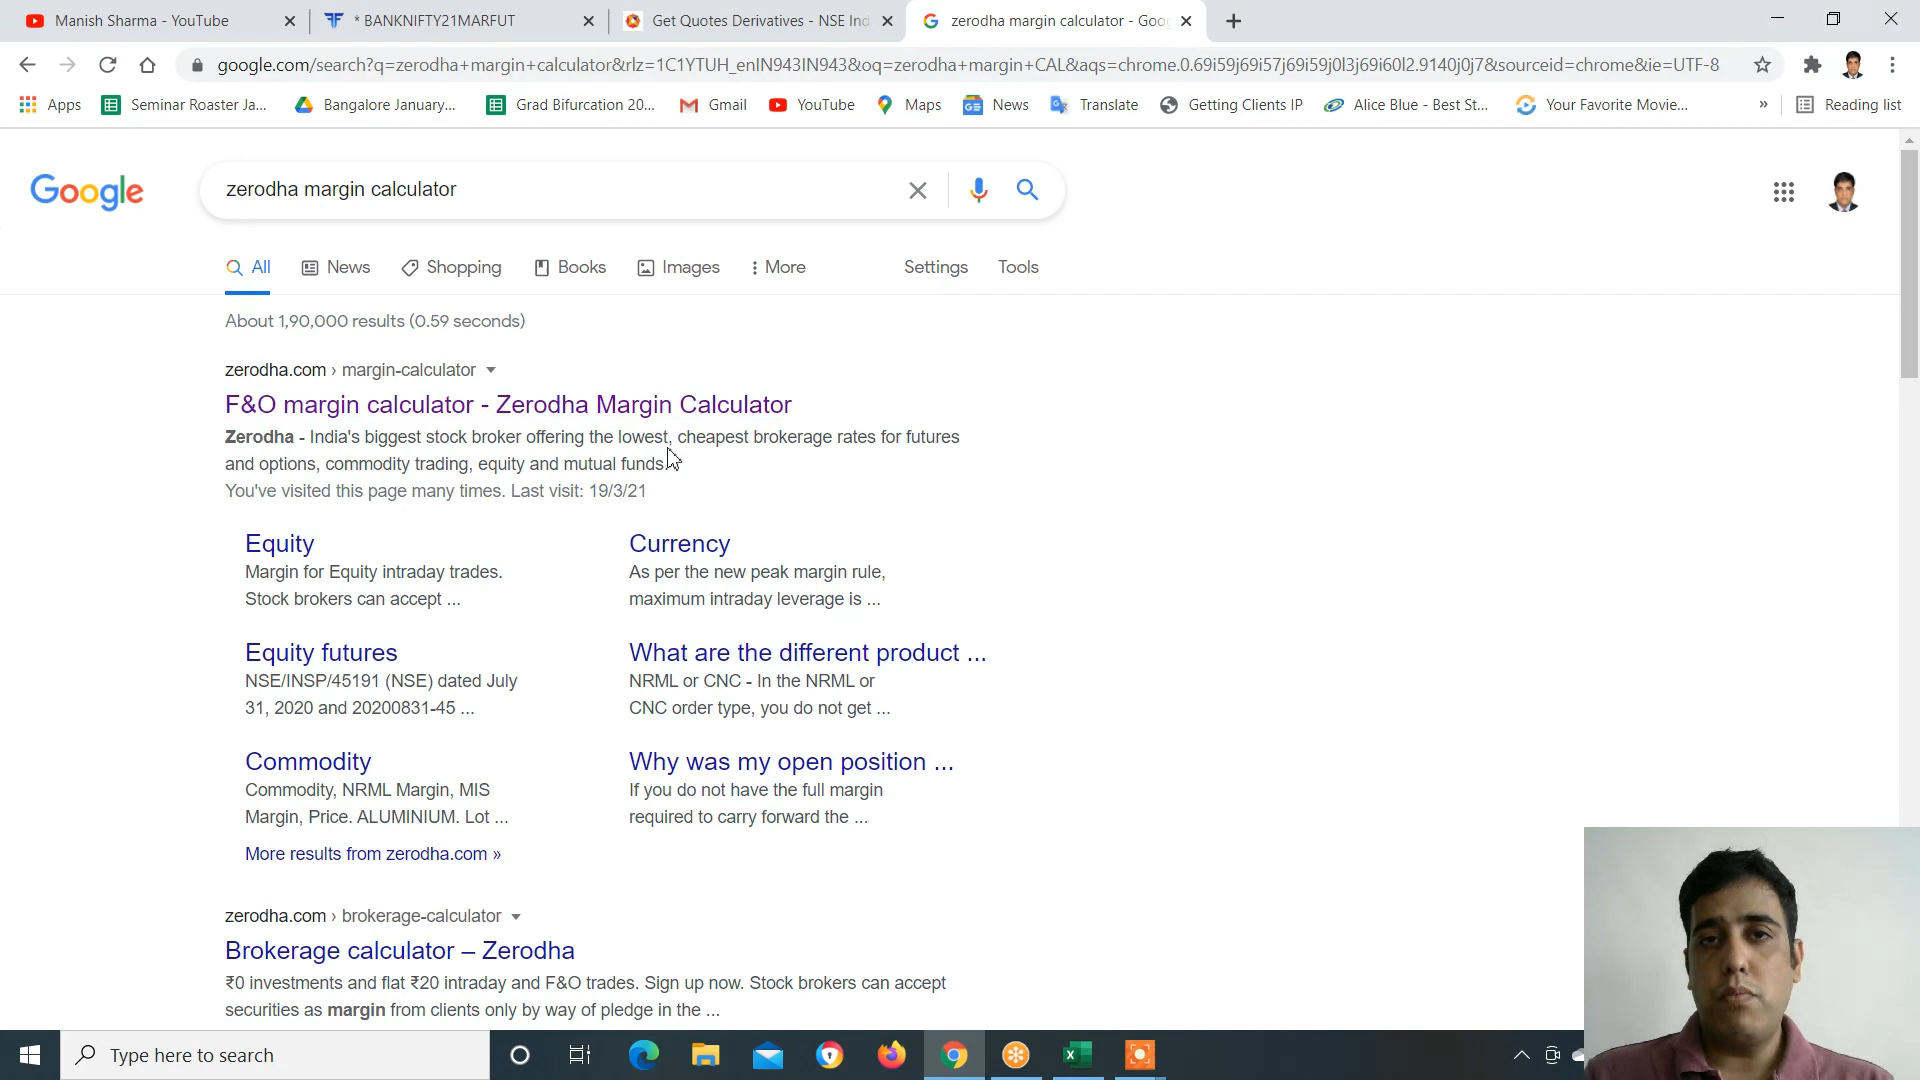 Manish Sharma - YouTube
* BANKNIFTY21MARFUT
Get Quotes Derivatives - NSE Ind
zerodha margin calculator - Goo
google.com/search?q=zerodha+margin+calculator&rlz=1C1YTUH_enIN943IN943&oq=zerodha+margin+CAL&aqs=chrome.0.69i59j69i57j69i59j0l3j69i60l2.9140j0j7&sourceid=chrome&ie=UTF-8
Apps
Seminar Roaster Ja...
Bangalore January...
Grad Bifurcation 20...
Gmail
YouTube
Maps
News
Translate
Getting Clients IP
Alice Blue - Best St...
Your Favorite Movie...
»
Reading list
Google
zerodha margin calculator
All
News
Shopping
Books
Images
More
Settings
Tools
About 1,90,000 results (0.59 seconds)
zerodha.com › margin-calculator
F&O margin calculator - Zerodha Margin Calculator
Zerodha - India's biggest stock broker offering the lowest, cheapest brokerage rates for futures
and options, commodity trading, equity and mutual funds.
You've visited this page many times. Last visit: 19/3/21
Equity
Margin for Equity intraday trades.
Stock brokers can accept ...
Currency
As per the new peak margin rule,
maximum intraday leverage is ...
Equity futures
NSE/INSP/45191 (NSE) dated July
31, 2020 and 20200831-45 ...
What are the different product ...
NRML or CNC - In the NRML or
CNC order type, you do not get ...
Commodity
Commodity, NRML Margin, MIS
Margin, Price. ALUMINIUM. Lot ...
Why was my open position ...
If you do not have the full margin
required to carry forward the ...
More results from zerodha.com »
zerodha.com › brokerage-calculator
Brokerage calculator – Zerodha
₹0 investments and flat ₹20 intraday and F&O trades. Sign up now. Stock brokers can accept
securities as margin from clients only by way of pledge in the ...
Type here to search